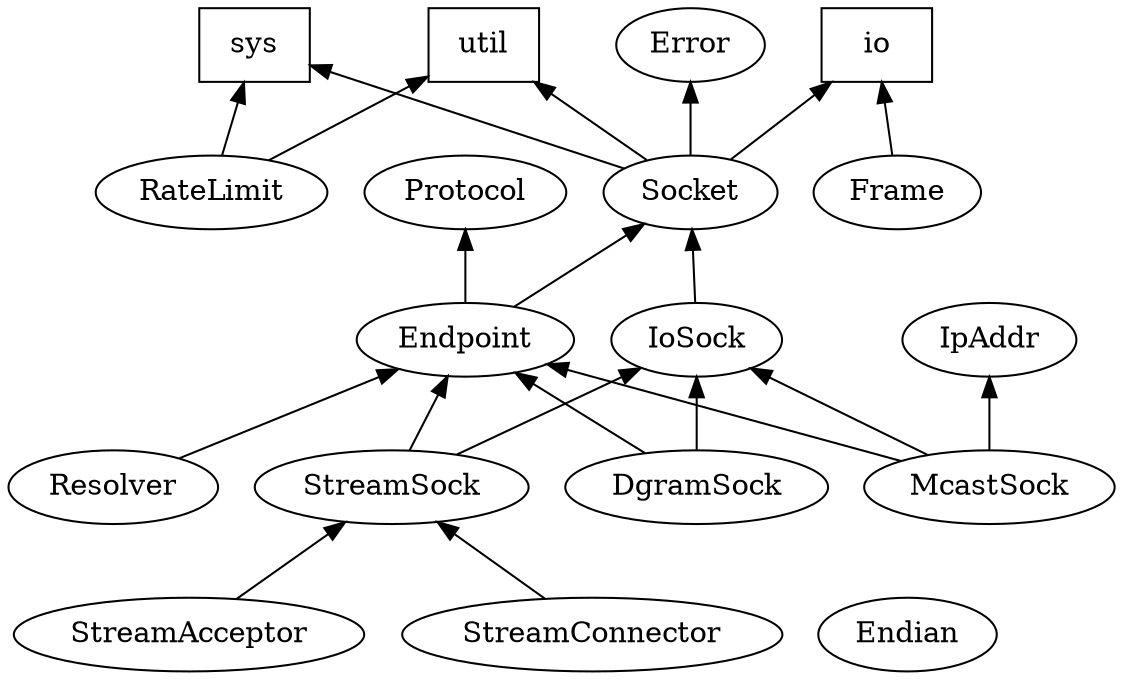 sys
util
Error
io
RateLimit
Protocol
Socket
Frame
Endpoint
IoSock
IpAddr
Resolver
StreamSock
DgramSock
McastSock
StreamAcceptor
StreamConnector
Endian